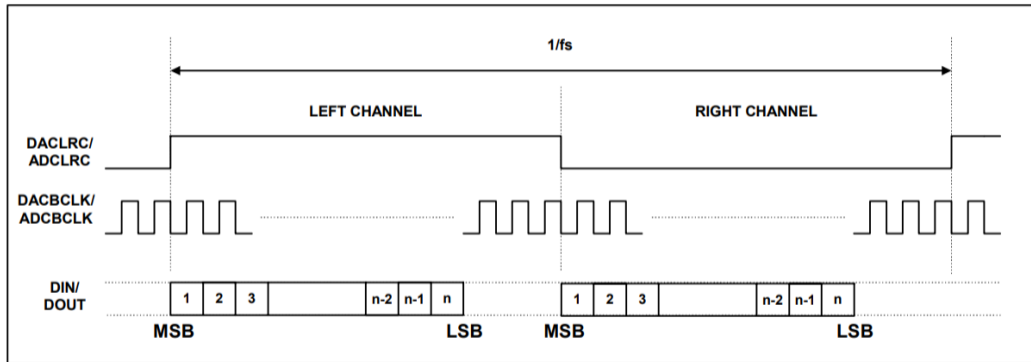 1/fs
LEFT CHANNEL RIGHT CHANNEL
DACLRC/
ADCLRC
DACBCLK/
ADCBCLK
DIN/
DOUT
1 2 3 n-2 n-1 n 1 2 3 n-2 n-1 n
MSB LSB MSB LSB